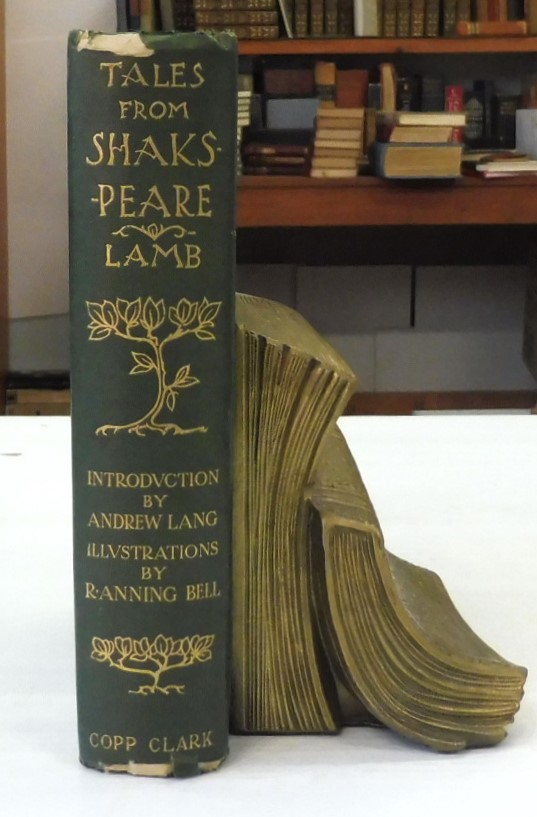 TALES
FROM
SHAKS-
-PEARE
LAMB
INTRODVCTION
BY
ANDREW LANG
ILLVSTRATIONS
BY
R·ANNING BELL
COPP CLARK